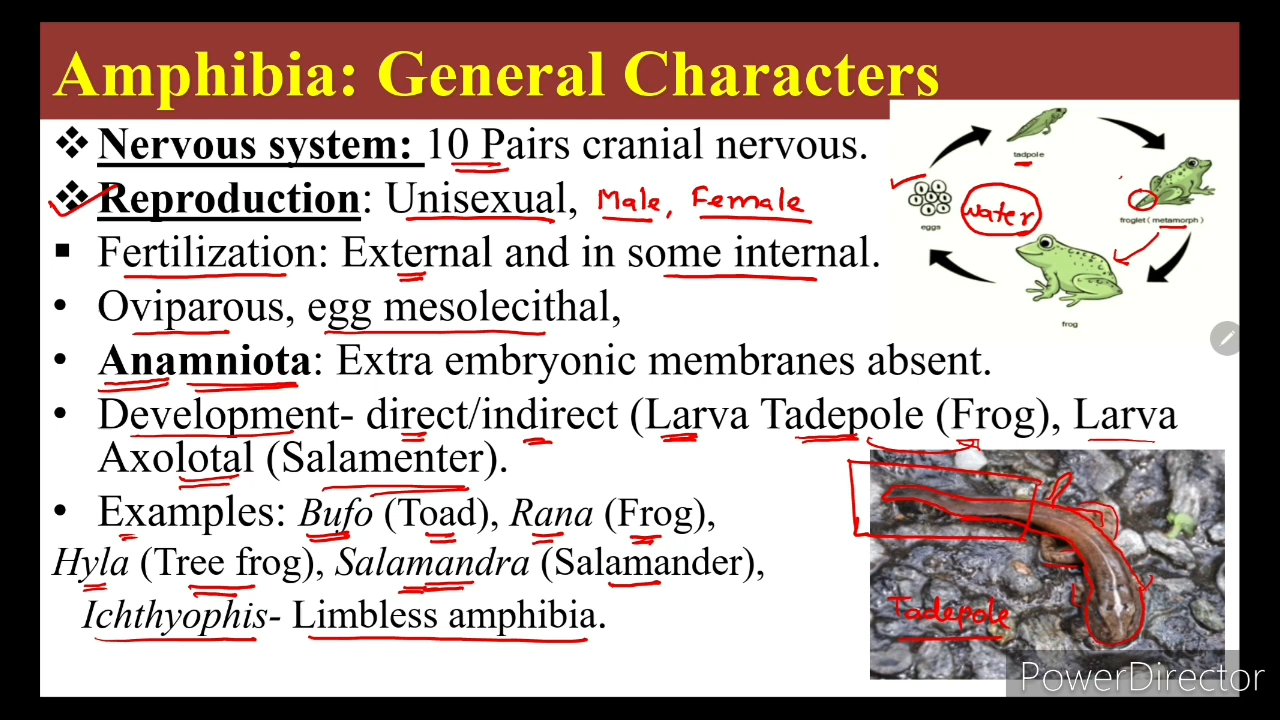 Amphibia: General Characters
❖ Nervous system: 10 Pairs cranial nervous.
❖ Reproduction: Unisexual, Male, Female
▪ Fertilization: External and in some internal.
• Oviparous, egg mesolecithal,
• Anamniota: Extra embryonic membranes absent.
• Development- direct/indirect (Larva Tadepole (Frog), Larva
Axolotal (Salamenter).
• Examples: Bufo (Toad), Rana (Frog),
Hyla (Tree frog), Salamandra (Salamander),
Ichthyophis- Limbless amphibia.
tadpole
eggs
water
froglet ( metamorph )
frog
Tadepole
PowerDirector